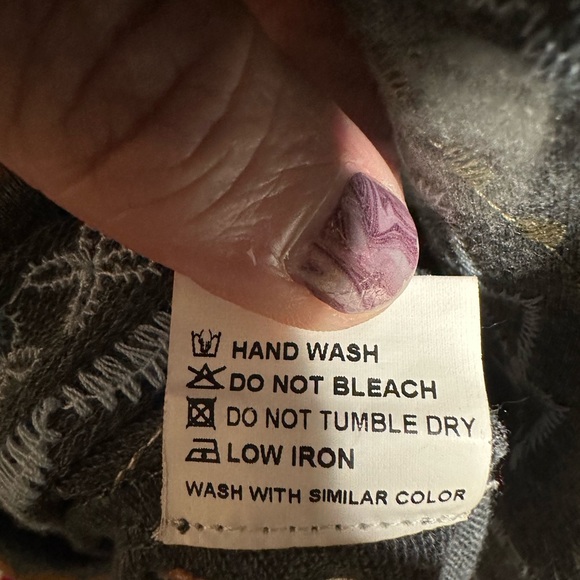 HAND WASH
DO NOT BLEACH
DO NOT TUMBLE DRY
LOW IRON
WASH WITH SIMILAR COLOR